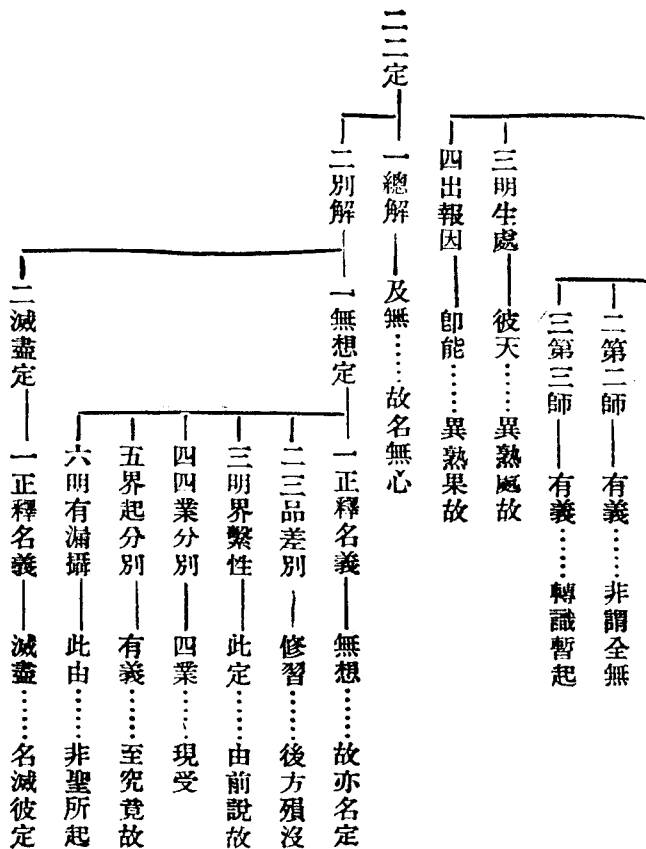 二第二師 有義……非謂全無
三第三師 有義……轉識暫起
三明生處 彼天……異熟處故
四出報因 卽能……異熟果故
二二定
一總解 及無……故名無心
二別解
一無想定
一正釋名義 無想……故亦名定
二三品差別 修習……後方殞沒
三明界繫性 此定……由前說故
四四業分別 四業……現受
五界起分別 有義……至究竟故
六明有漏攝 此由……非聖所起
二滅盡定
一正釋名義 滅盡……名滅彼定